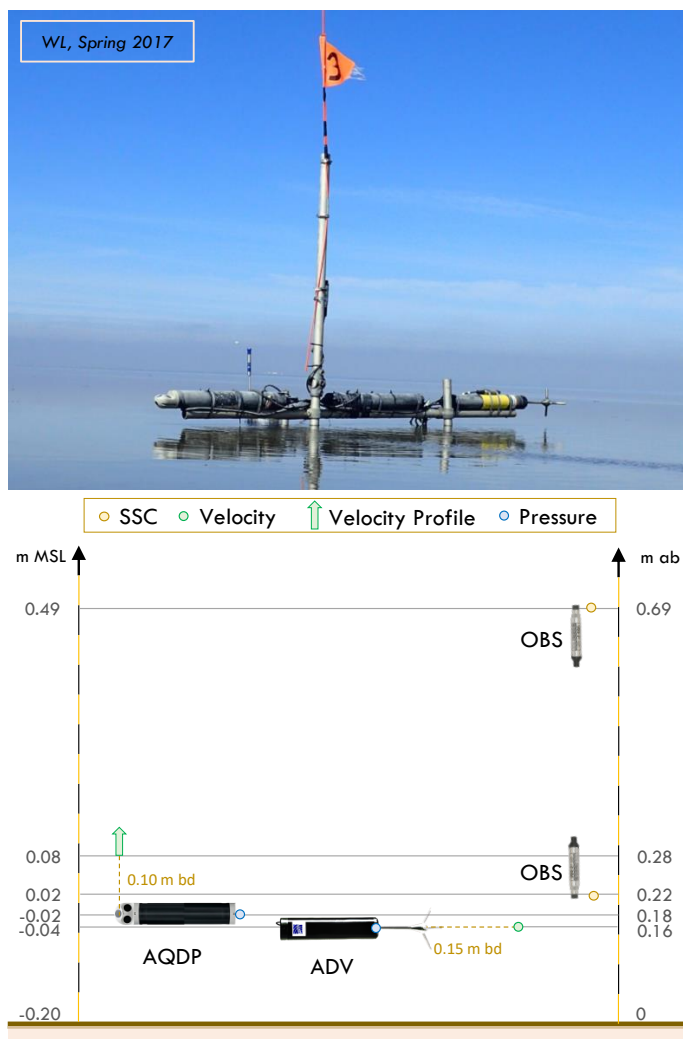 WL, Spring 2017
3
SSC Velocity Velocity Profile Pressure
m MSL m ab
0.49 0.69
OBS
0.08 0.28
0.10 m bd
OBS
0.02 0.22
-0.02 0.18
-0.04 0.16
AQDP ADV 0.15 m bd
-0.20 0